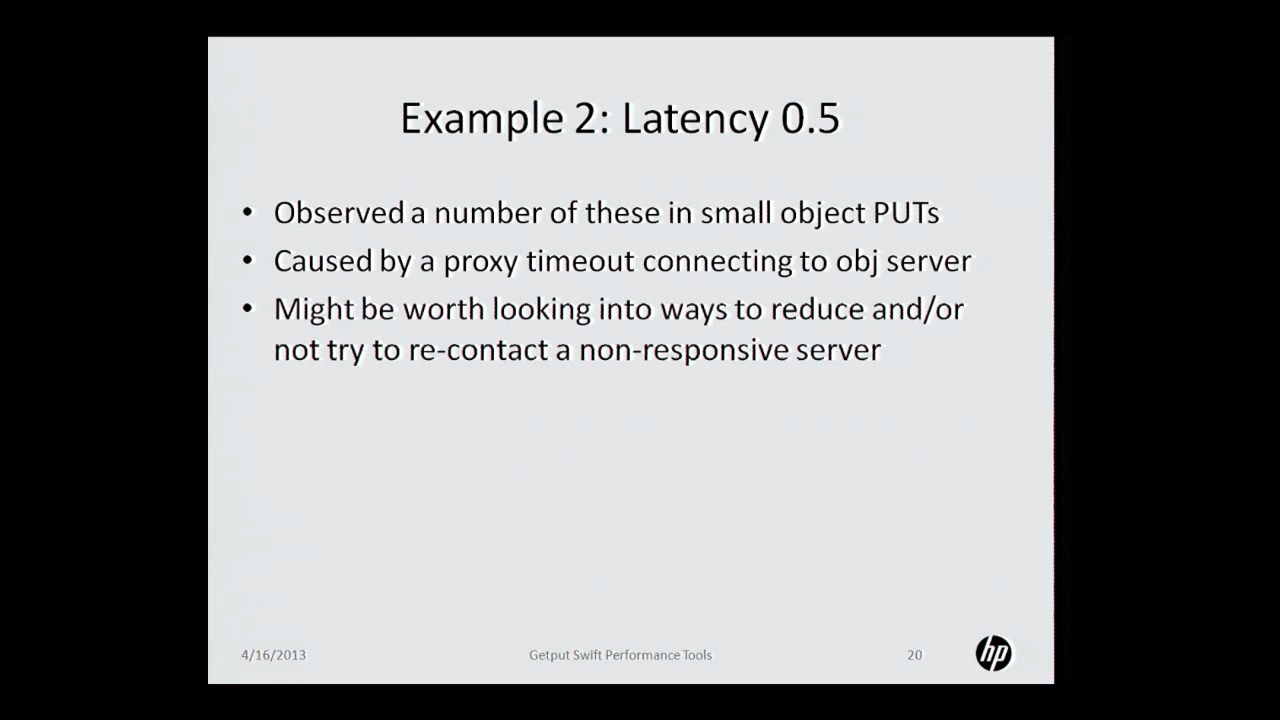 Example 2: Latency 0.5
• Observed a number of these in small object PUTs
• Caused by a proxy timeout connecting to obj server
• Might be worth looking into ways to reduce and/or
not try to re-contact a non-responsive server
4/16/2013
Getput Swift Performance Tools
20
hp